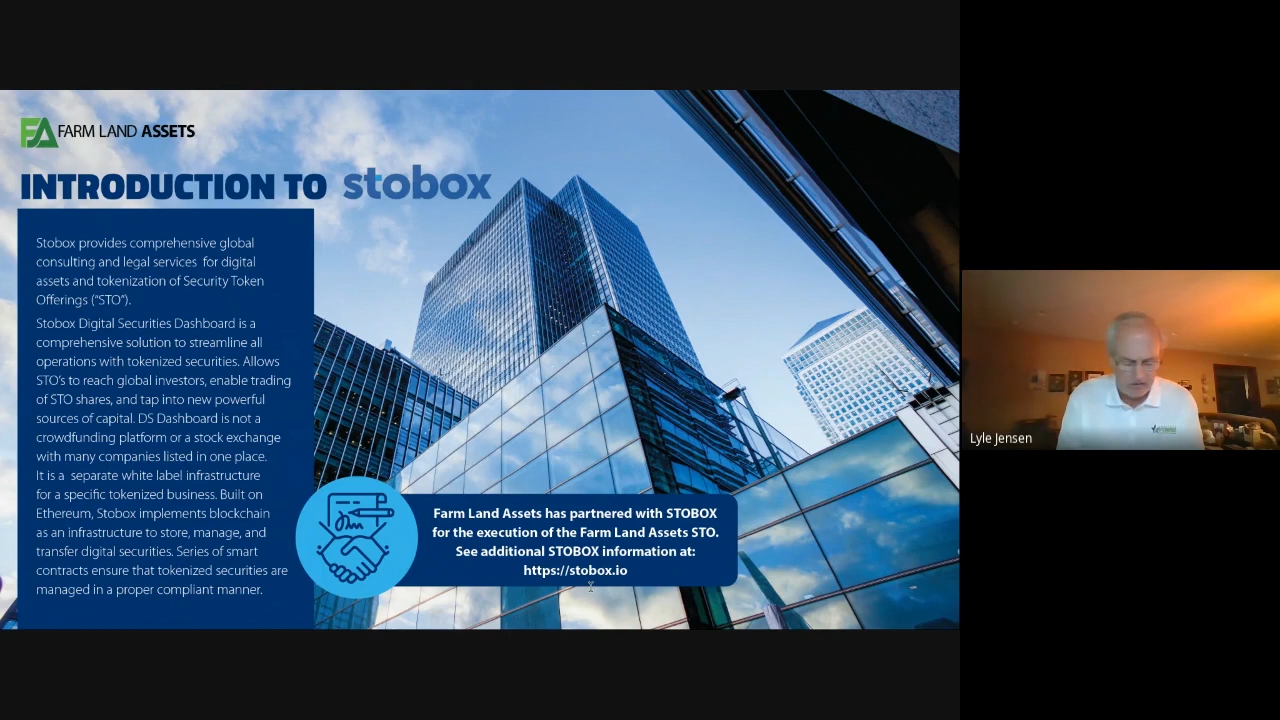 FA FARM LAND ASSETS
INTRODUCTION TO stobox
Stobox provides comprehensive global
consulting and legal services for digital
assets and tokenization of Security Token
Offerings (“STO”).
Stobox Digital Securities Dashboard is a
comprehensive solution to streamline all
operations with tokenized securities. Allows
STO's to reach global investors, enable trading
of STO shares, and tap into new powerful
sources of capital. DS Dashboard is not a
crowdfunding platform or a stock exchange
with many companies listed in one place.
It is a separate white label infrastructure
for a specific tokenized business. Built on
Ethereum, Stobox implements blockchain
as an infrastructure to store, manage, and
transfer digital securities. Series of smart
contracts ensure that tokenized securities are
managed in a proper compliant manner.
Farm Land Assets has partnered with STOBOX
for the execution of the Farm Land Assets STO.
See additional STOBOX information at:
https://stobox.io
Lyle Jensen